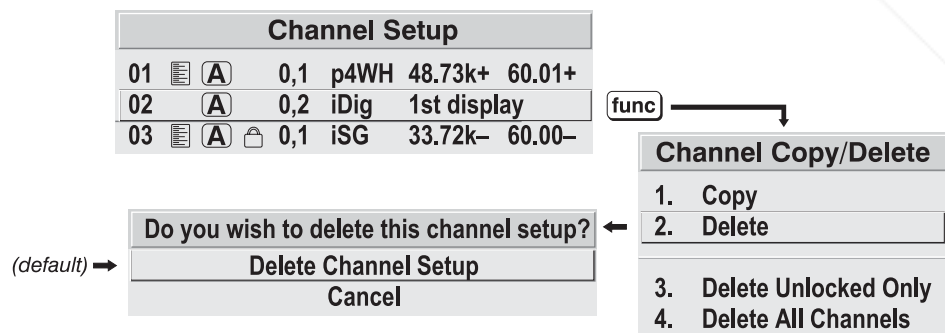 Channel Setup
01 A 0,1 p4WH 48.73k+ 60.01+
02 A 0,2 iDig 1st display
03 A 0,1 iSG 33.72k– 60.00–
func
Channel Copy/Delete
1. Copy
2. Delete
3. Delete Unlocked Only
4. Delete All Channels
Do you wish to delete this channel setup?
(default)
Delete Channel Setup
Cancel